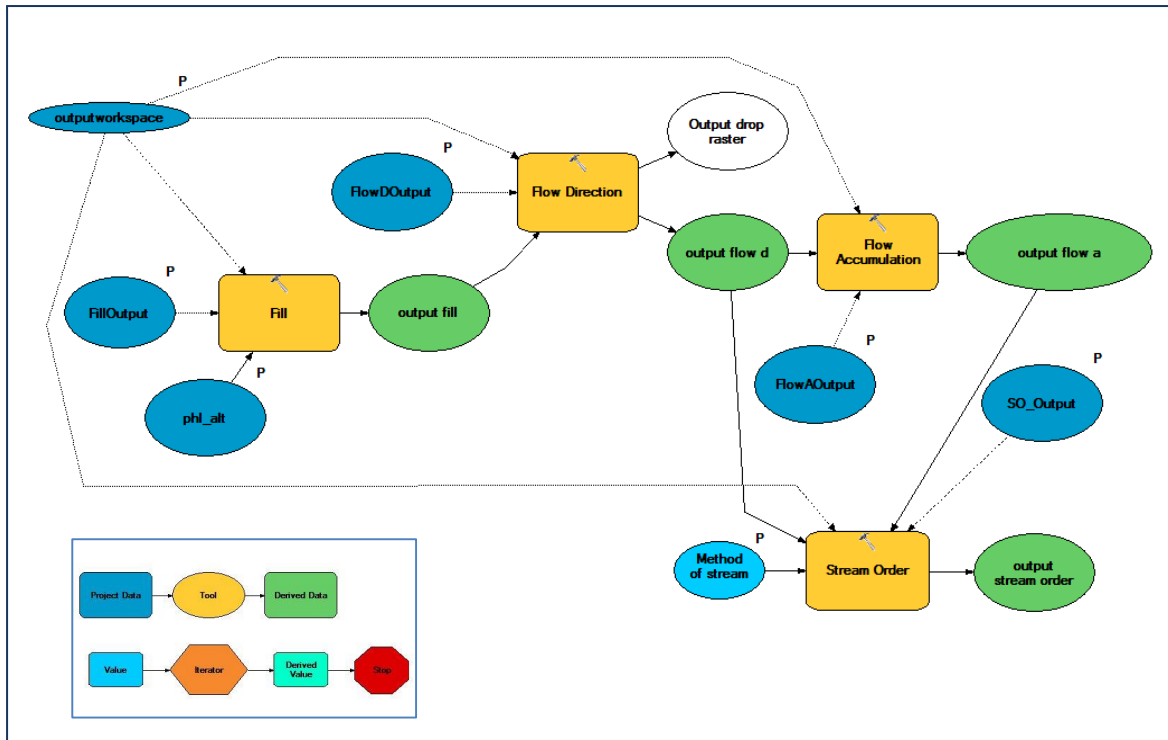 P
outputworkspace
Output drop
raster
P
FlowDOutput
Flow Direction
output flow d
Flow
Accumulation
output flow a
P
FillOutput
Fill
output fill
P
phl_alt
P
FlowAOutput
P
SO_Output
P
Method
of stream
Stream Order
output
stream order
Project Data
Tool
Derived Data
Value
Iterator
Derived
Value
Stop